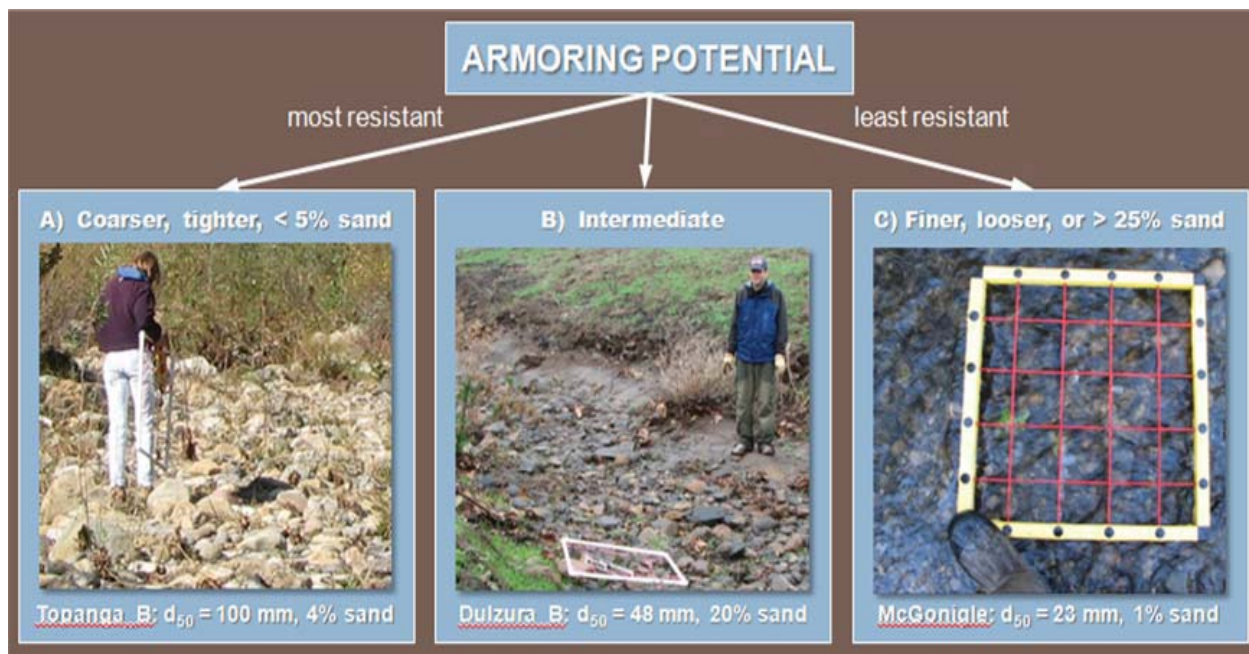 ARMORING POTENTIAL
most resistant
least resistant
A) Coarser, tighter, < 5% sand
B) Intermediate
C) Finer, looser, or > 25% sand
Topanga_B: d50 = 100 mm, 4% sand
Dulzura_B: d50 = 48 mm, 20% sand
McGonigle: d50 = 23 mm, 1% sand